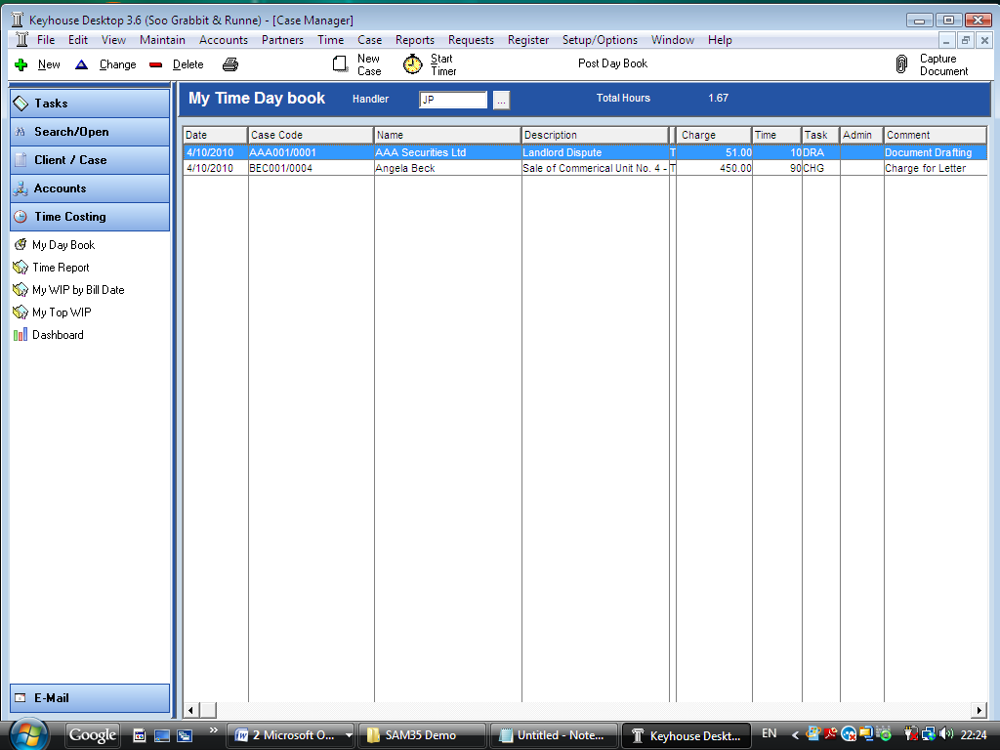 Keyhouse Desktop 3.6 (Soo Grabbit & Runne) - [Case Manager]
File Edit View Maintain Accounts Partners Time Case Reports Requests Register Setup/Options Window Help
New Change Delete New Case Start Timer Post Day Book Capture Document
Tasks
Search/Open
Client / Case
Accounts
Time Costing
My Day Book
Time Report
My WIP by Bill Date
My Top WIP
Dashboard
E-Mail
My Time Day book Handler JP ... Total Hours 1.67
Date Case Code Name Description Charge Time Task Admin Comment
4/10/2010 AAA001/0001 AAA Securities Ltd Landlord Dispute T 51.00 10 DRA Document Drafting
4/10/2010 BEC001/0004 Angela Beck Sale of Commerical Unit No. 4 - T 450.00 90 CHG Charge for Letter
Google » 2 Microsoft O... SAM35 Demo Untitled - Note... Keyhouse Deskt... EN < 22:24